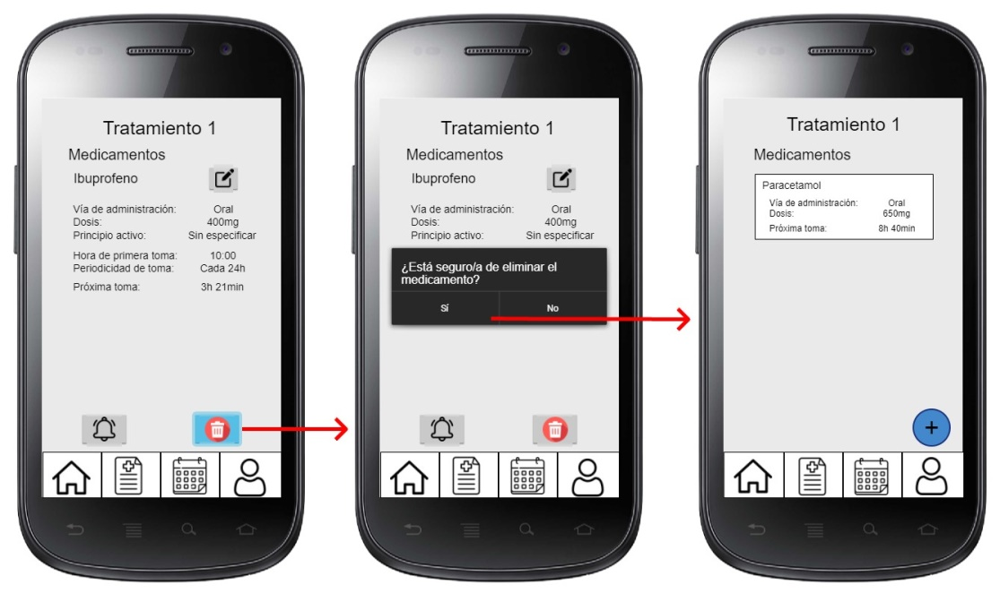 Tratamiento 1
Medicamentos
Ibuprofeno
Vía de administración: Oral
Dosis: 400mg
Principio activo: Sin especificar
Hora de primera toma: 10:00
Periodicidad de toma: Cada 24h
Próxima toma: 3h 21min
Tratamiento 1
Medicamentos
Ibuprofeno
Vía de administración: Oral
Dosis: 400mg
Principio activo: Sin especificar
¿Está seguro/a de eliminar el
medicamento?
Sí No
Tratamiento 1
Medicamentos
Paracetamol
Vía de administración: Oral
Dosis: 650mg
Próxima toma: 8h 40min
+